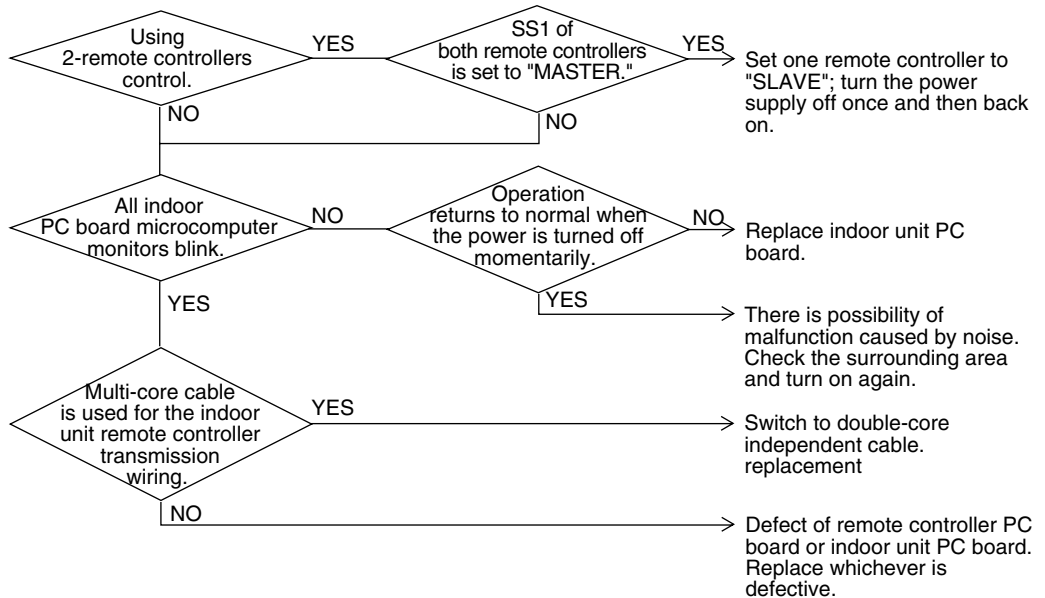 Using
2-remote controllers
control.
YES
SS1 of
both remote controllers
is set to "MASTER."
YES
Set one remote controller to
"SLAVE"; turn the power
supply off once and then back
on.
NO
NO
All indoor
PC board microcomputer
monitors blink.
NO
Operation
returns to normal when
the power is turned off
momentarily.
NO
Replace indoor unit PC
board.
YES
YES
There is possibility of
malfunction caused by noise.
Check the surrounding area
and turn on again.
Multi-core cable
is used for the indoor
unit remote controller
transmission
wiring.
YES
Switch to double-core
independent cable.
replacement
NO
Defect of remote controller PC
board or indoor unit PC board.
Replace whichever is
defective.